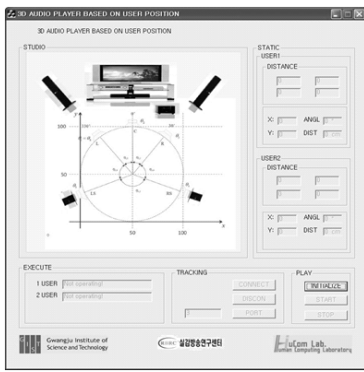 3D AUDIO PLAYER BASED ON USER POSITION
3D AUDIO PLAYER BASED ON USER POSITION
STUDIO
STATIC
USER1
DISTANCE
X: ANGL
Y: DIST
USER2
DISTANCE
X: ANGL
Y: DIST
y
100
50
L
R
LS
RS
0
50
100
x
EXECUTE
1 USER Not operating!
2 USER Not operating!
TRACKING
CONNECT
DISCON
PORT
PLAY
INITIALIZE
START
STOP
Gwangju Institute of
Science and Technology
실감방송연구센터
HuCom Lab.
Human Computing Laboratory